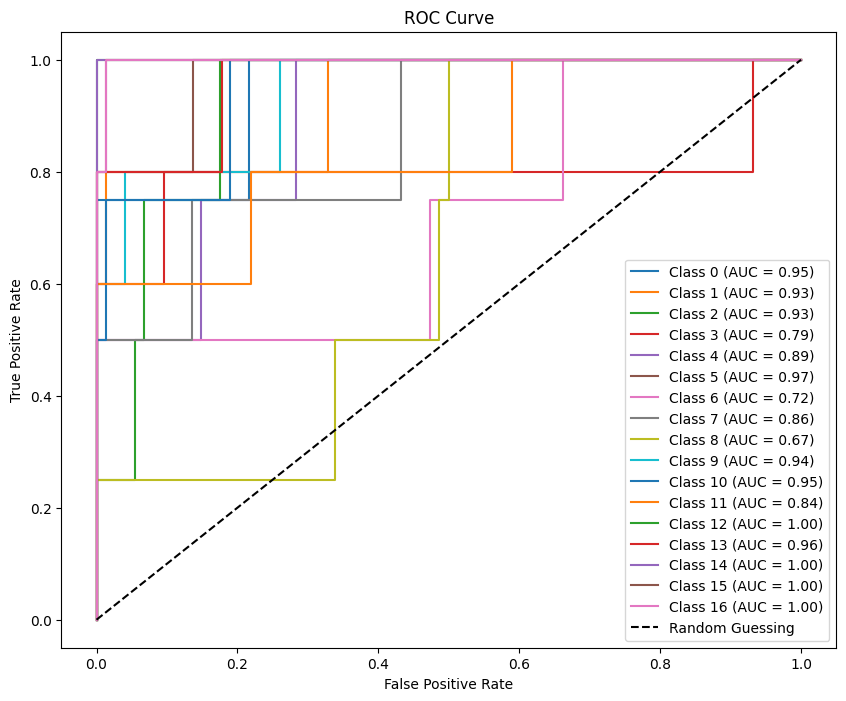 ROC Curve
1.0
0.8
0.6
0.4
0.2
0.0
True Positive Rate
Class 0 (AUC = 0.95)
Class 1 (AUC = 0.93)
Class 2 (AUC = 0.93)
Class 3 (AUC = 0.79)
Class 4 (AUC = 0.89)
Class 5 (AUC = 0.97)
Class 6 (AUC = 0.72)
Class 7 (AUC = 0.86)
Class 8 (AUC = 0.67)
Class 9 (AUC = 0.94)
Class 10 (AUC = 0.95)
Class 11 (AUC = 0.84)
Class 12 (AUC = 1.00)
Class 13 (AUC = 0.96)
Class 14 (AUC = 1.00)
Class 15 (AUC = 1.00)
Class 16 (AUC = 1.00)
Random Guessing
0.0 0.2 0.4 0.6 0.8 1.0
False Positive Rate